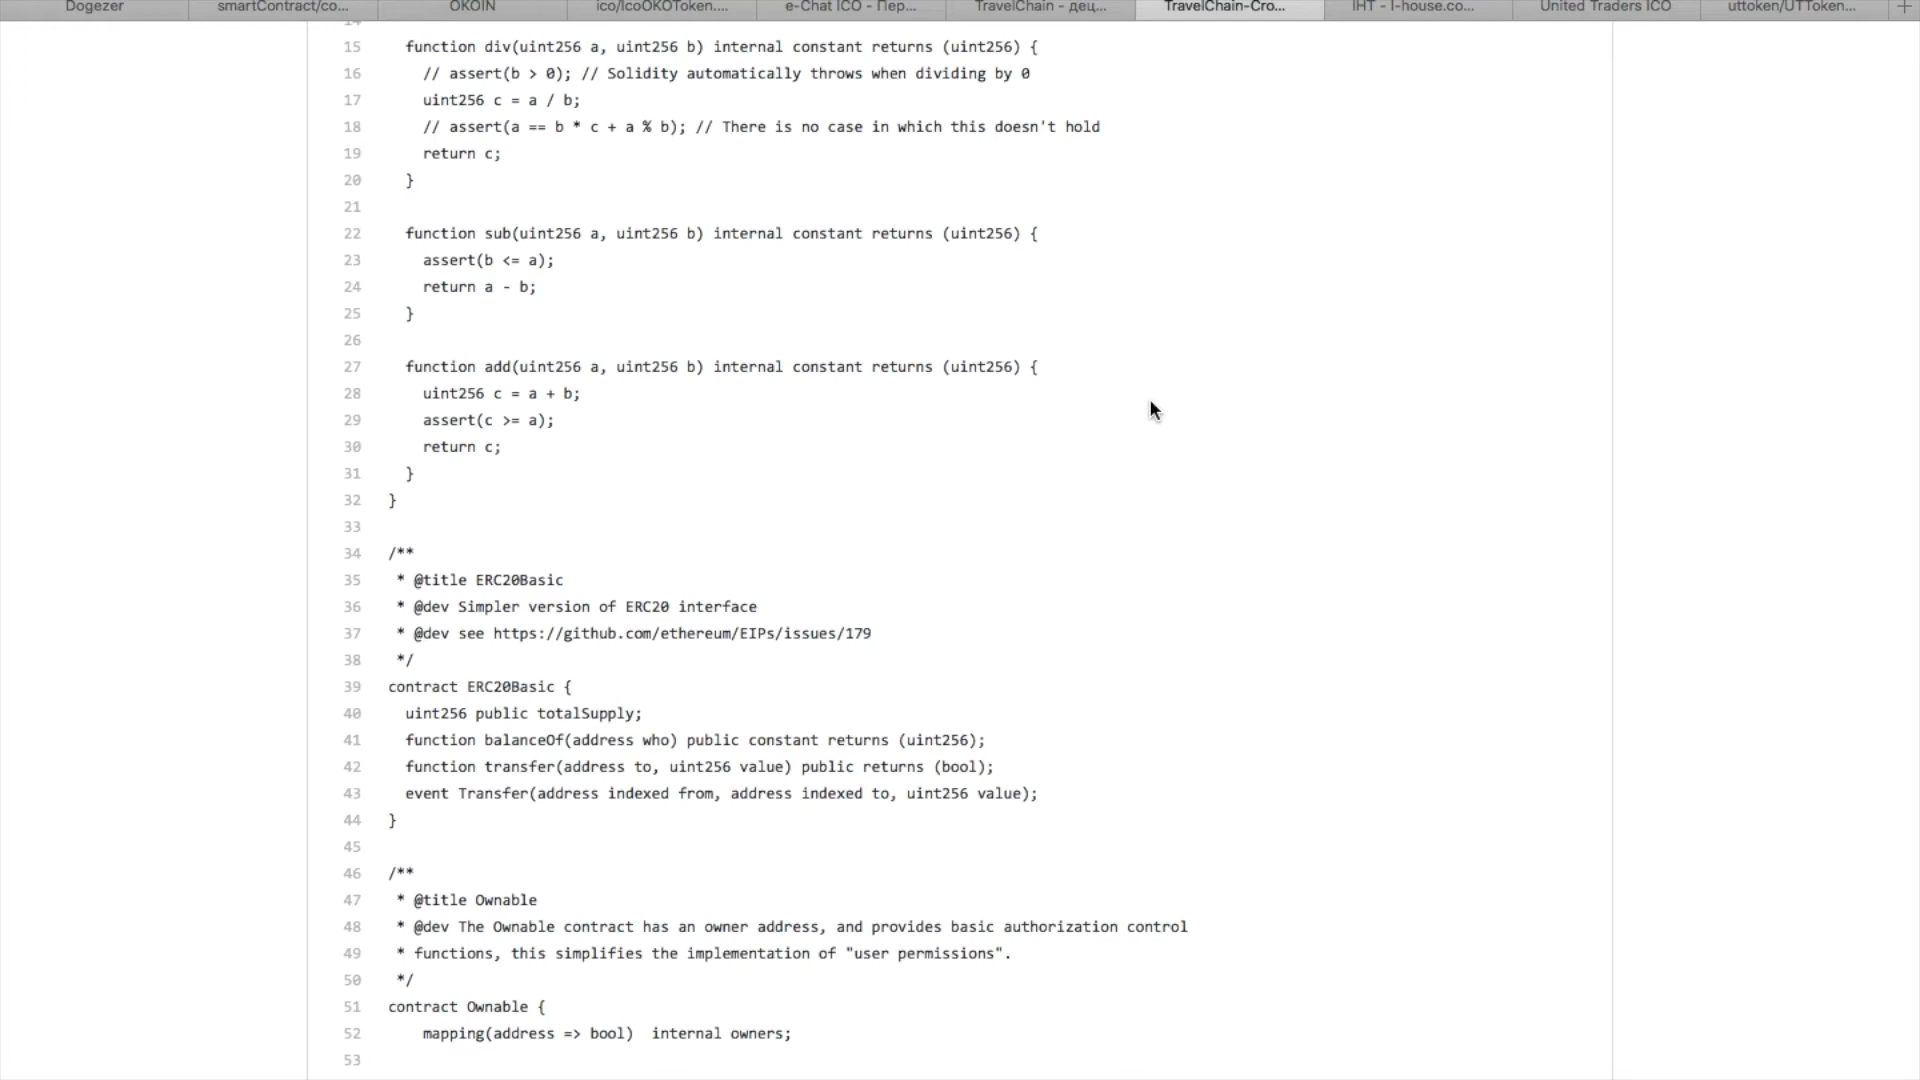 Dogezer
smartContract/co...
OKOIN
ico/IcoOKOToken....
e-Chat ICO - Пер...
TravelChain - дец...
TravelChain-Cro...
IHT - I-house.co...
United Traders ICO
uttoken/UTToken...
14
15 function div(uint256 a, uint256 b) internal constant returns (uint256) {
16 // assert(b > 0); // Solidity automatically throws when dividing by 0
17 uint256 c = a / b;
18 // assert(a == b * c + a % b); // There is no case in which this doesn't hold
19 return c;
20 }
21
22 function sub(uint256 a, uint256 b) internal constant returns (uint256) {
23 assert(b <= a);
24 return a - b;
25 }
26
27 function add(uint256 a, uint256 b) internal constant returns (uint256) {
28 uint256 c = a + b;
29 assert(c >= a);
30 return c;
31 }
32 }
33
34 /**
35 * @title ERC20Basic
36 * @dev Simpler version of ERC20 interface
37 * @dev see https://github.com/ethereum/EIPs/issues/179
38 */
39 contract ERC20Basic {
40 uint256 public totalSupply;
41 function balanceOf(address who) public constant returns (uint256);
42 function transfer(address to, uint256 value) public returns (bool);
43 event Transfer(address indexed from, address indexed to, uint256 value);
44 }
45
46 /**
47 * @title Ownable
48 * @dev The Ownable contract has an owner address, and provides basic authorization control
49 * functions, this simplifies the implementation of "user permissions".
50 */
51 contract Ownable {
52 mapping(address => bool)  internal owners;
53